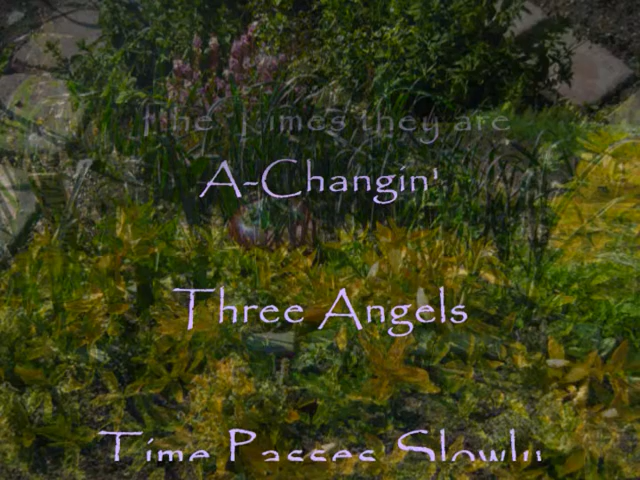 The Times they are
A-Changin'
Three Angels
Time Passes Slowly